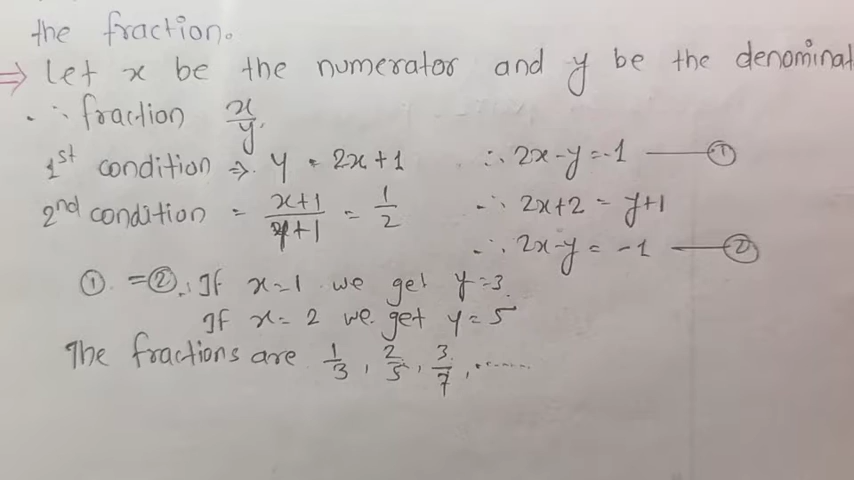 the fraction.
⇒ Let x be the numerator and y be the denominat
∴ fraction x/y.
1st condition ⇒ y = 2x+1 ∴ 2x-y=-1 —— ①
2nd condition = x+1/y+1 = 1/2 ∴ 2x+2 = y+1
∴ 2x-y = -1 —— ②
① = ② ∴ If x=1 we get y=3.
If x= 2 we get y=5
The fractions are 1/3, 2/5, 3/7, .......